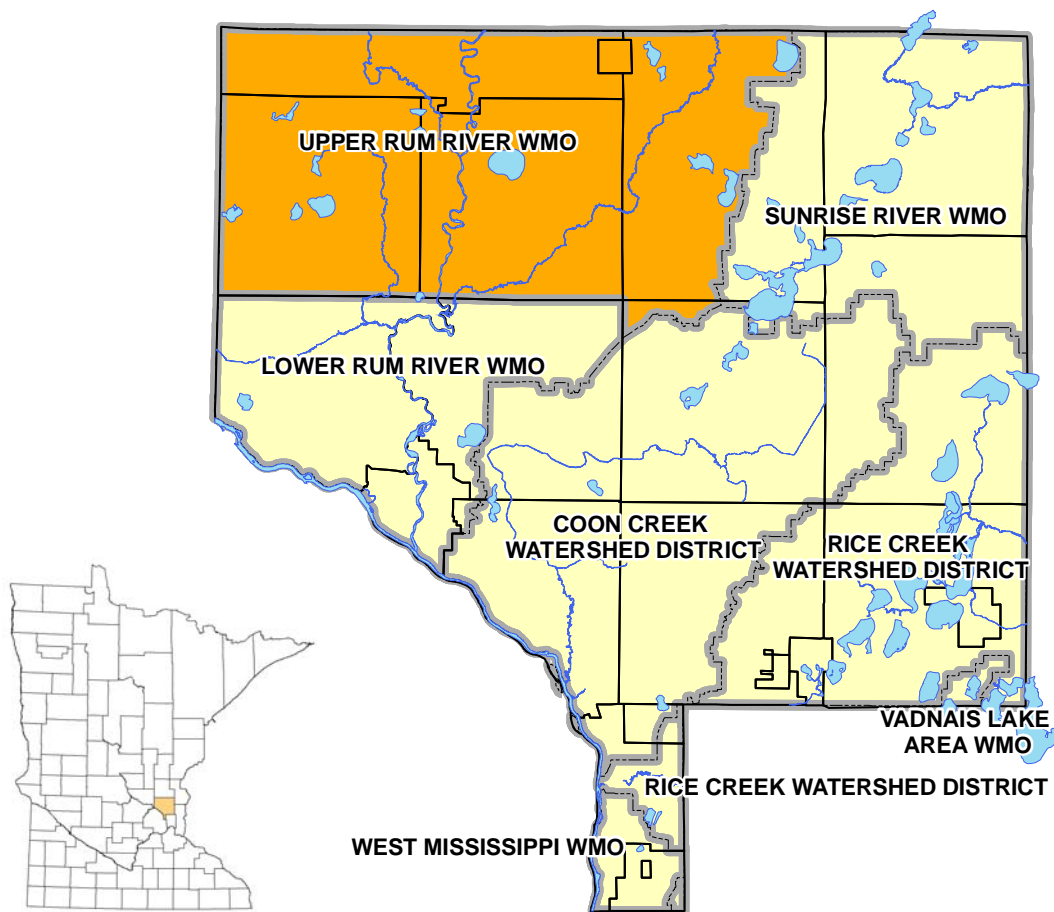 UPPER RUM RIVER WMO
SUNRISE RIVER WMO
LOWER RUM RIVER WMO
COON CREEK
WATERSHED DISTRICT
RICE CREEK
WATERSHED DISTRICT
VADNAIS LAKE
AREA WMO
RICE CREEK WATERSHED DISTRICT
WEST MISSISSIPPI WMO